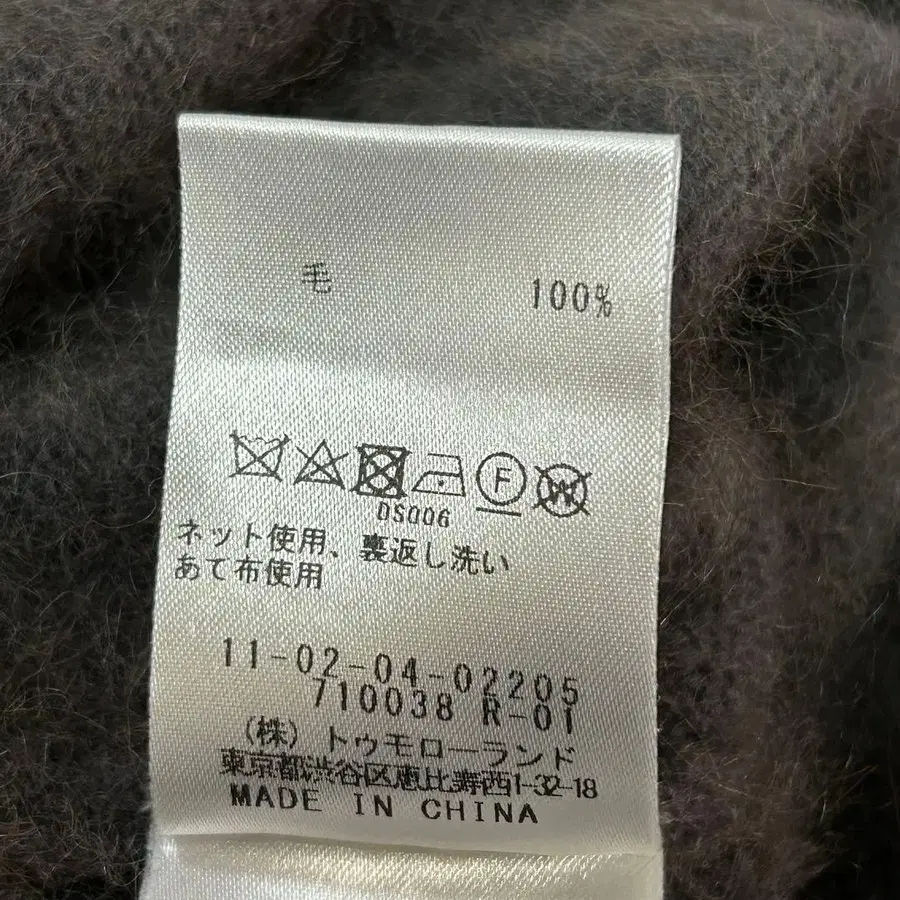 毛 100%
F W
DS006
ネット使用、裏返し洗い
あて布使用
11-02-04-02205
710038 R-01
(株) トゥモローランド
東京都渋谷区恵比寿西1-32-18
MADE IN CHINA